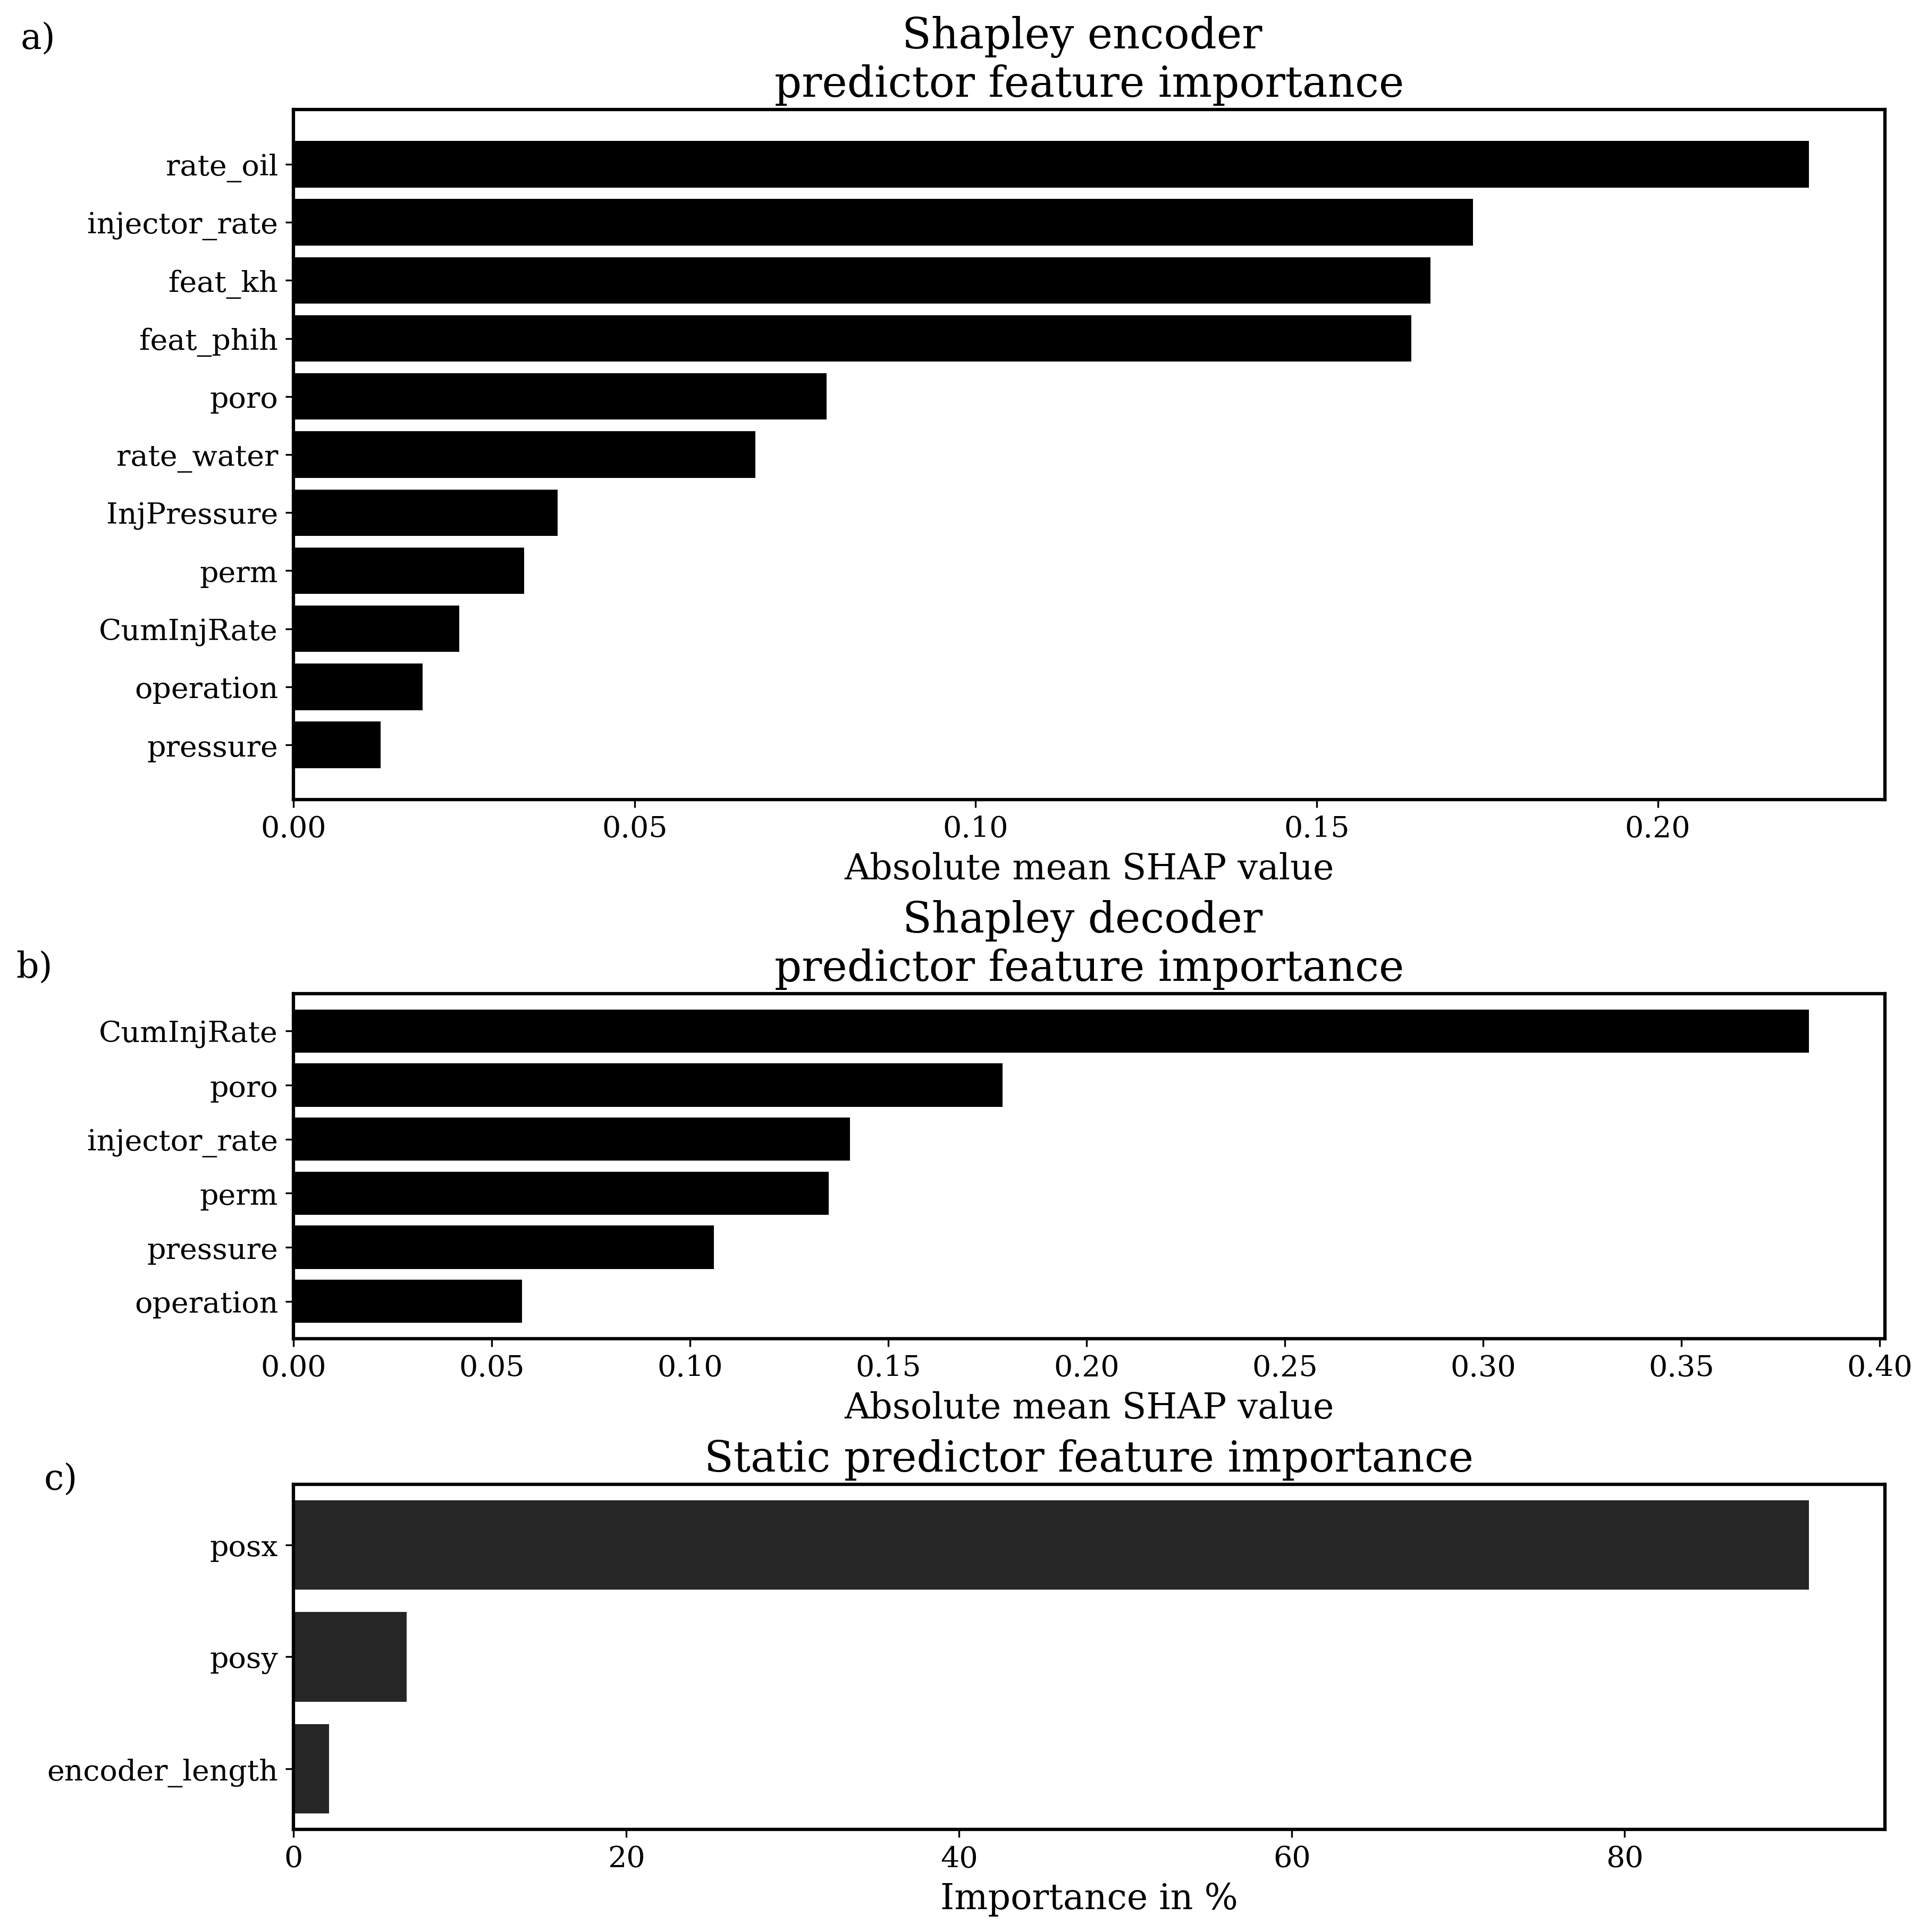 a)
Shapley encoder
predictor feature importance
rate_oil
injector_rate
feat_kh
feat_phih
poro
rate_water
InjPressure
perm
CumInjRate
operation
pressure
0.00 0.05 0.10 0.15 0.20
Absolute mean SHAP value
b)
Shapley decoder
predictor feature importance
CumInjRate
poro
injector_rate
perm
pressure
operation
0.00 0.05 0.10 0.15 0.20 0.25 0.30 0.35 0.40
Absolute mean SHAP value
c)
Static predictor feature importance
posx
posy
encoder_length
0 20 40 60 80
Importance in %